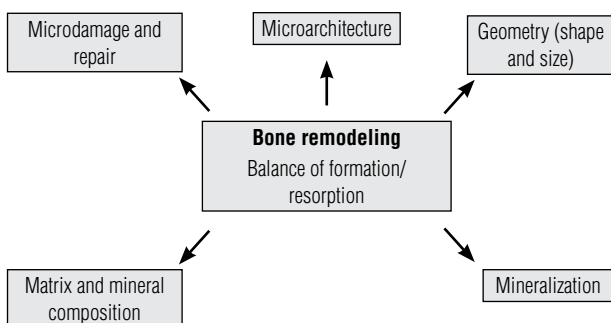 Microdamage and
repair
Microarchitecture
Geometry (shape
and size)
Bone remodeling
Balance of formation/
resorption
Matrix and mineral
composition
Mineralization